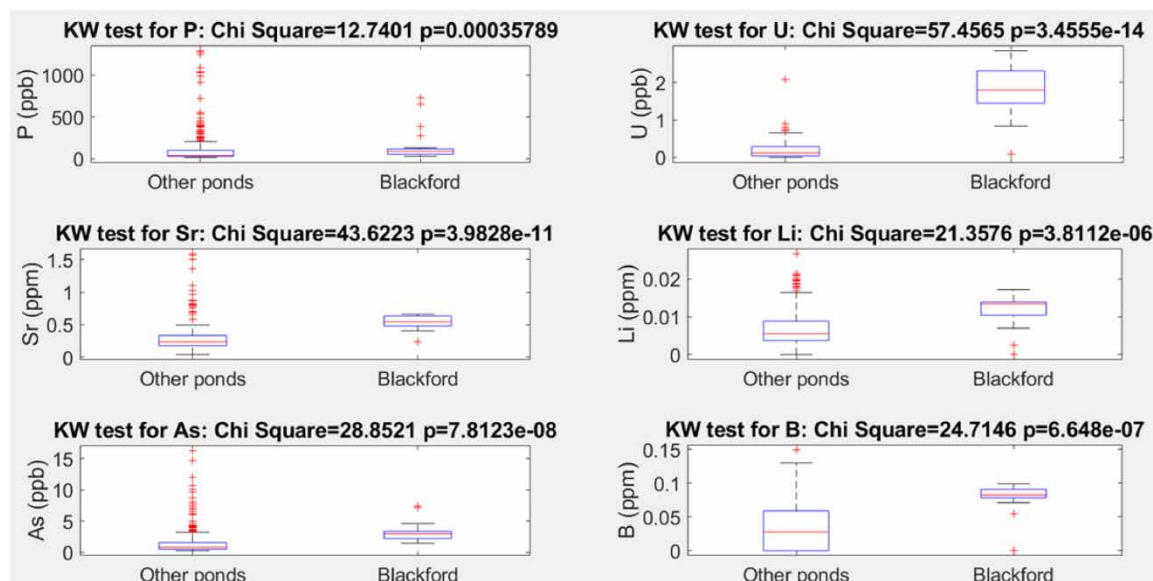 KW test for P: Chi Square=12.7401 p=0.00035789
P (ppb)
1000
500
0
Other ponds Blackford
KW test for U: Chi Square=57.4565 p=3.4555e-14
U (ppb)
2
1
0
Other ponds Blackford
KW test for Sr: Chi Square=43.6223 p=3.9828e-11
Sr (ppm)
1.5
1
0.5
0
Other ponds Blackford
KW test for Li: Chi Square=21.3576 p=3.8112e-06
Li (ppm)
0.02
0.01
0
Other ponds Blackford
KW test for As: Chi Square=28.8521 p=7.8123e-08
As (ppb)
15
10
5
0
Other ponds Blackford
KW test for B: Chi Square=24.7146 p=6.648e-07
B (ppm)
0.15
0.1
0.05
0
Other ponds Blackford